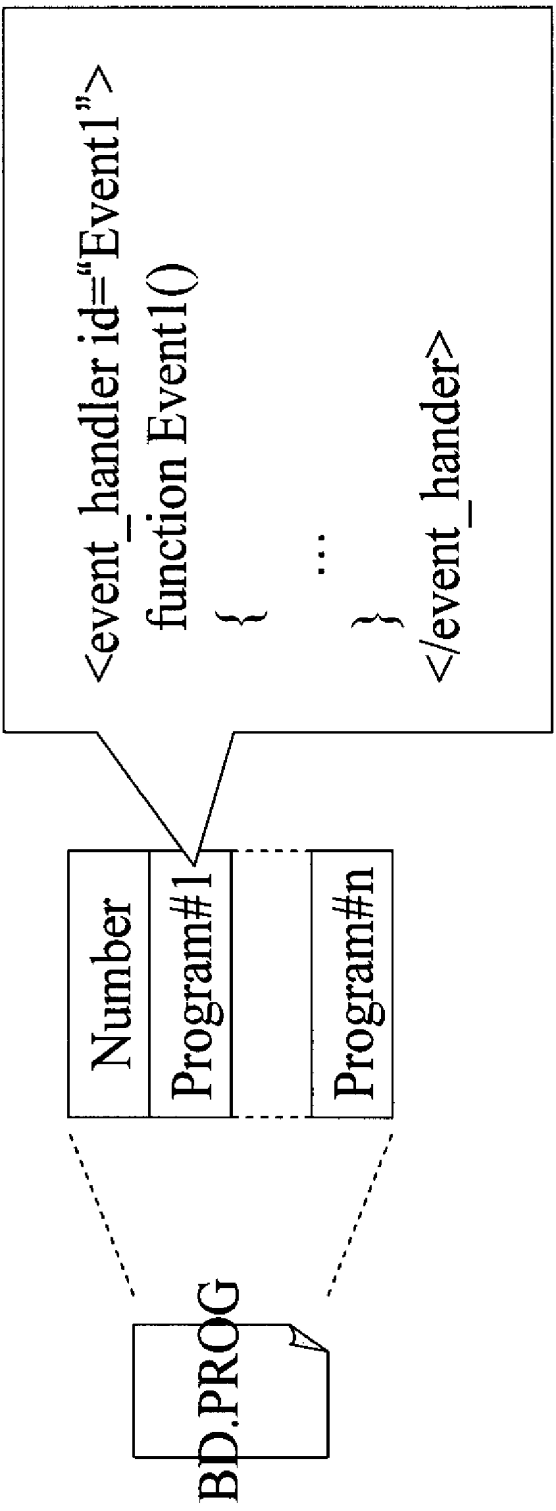 BD.PROG
Number
Program#1
Program#n
<event_handler id=“Event1”>
function Event1()
{
...
}
</event_hander>